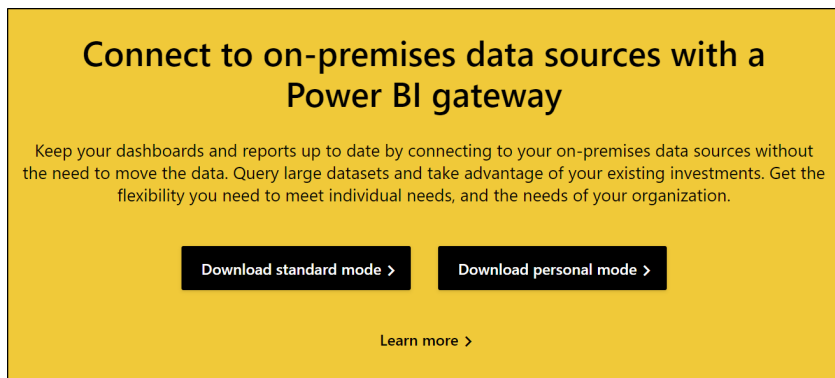 Connect to on-premises data sources with a
Power BI gateway
Keep your dashboards and reports up to date by connecting to your on-premises data sources without
the need to move the data. Query large datasets and take advantage of your existing investments. Get the
flexibility you need to meet individual needs, and the needs of your organization.
Download standard mode >
Download personal mode >
Learn more >